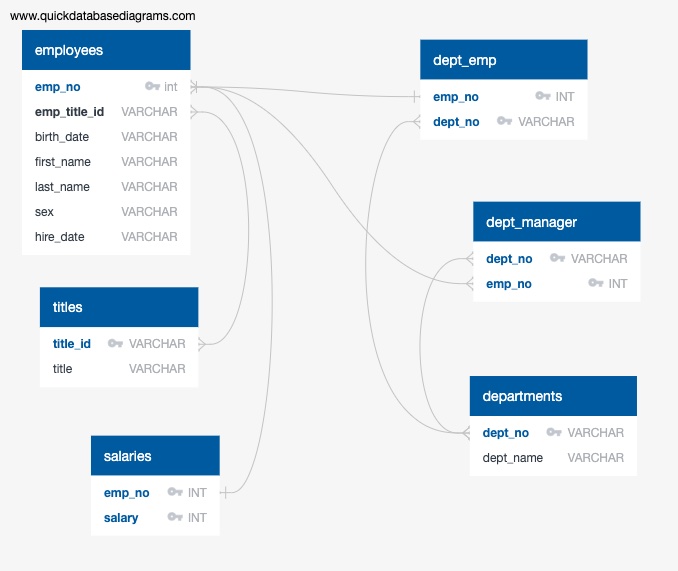 www.quickdatabasediagrams.com
employees
emp_no int
emp_title_id VARCHAR
birth_date VARCHAR
first_name VARCHAR
last_name VARCHAR
sex VARCHAR
hire_date VARCHAR
titles
title_id VARCHAR
title VARCHAR
salaries
emp_no INT
salary INT
dept_emp
emp_no INT
dept_no VARCHAR
dept_manager
dept_no VARCHAR
emp_no INT
departments
dept_no VARCHAR
dept_name VARCHAR